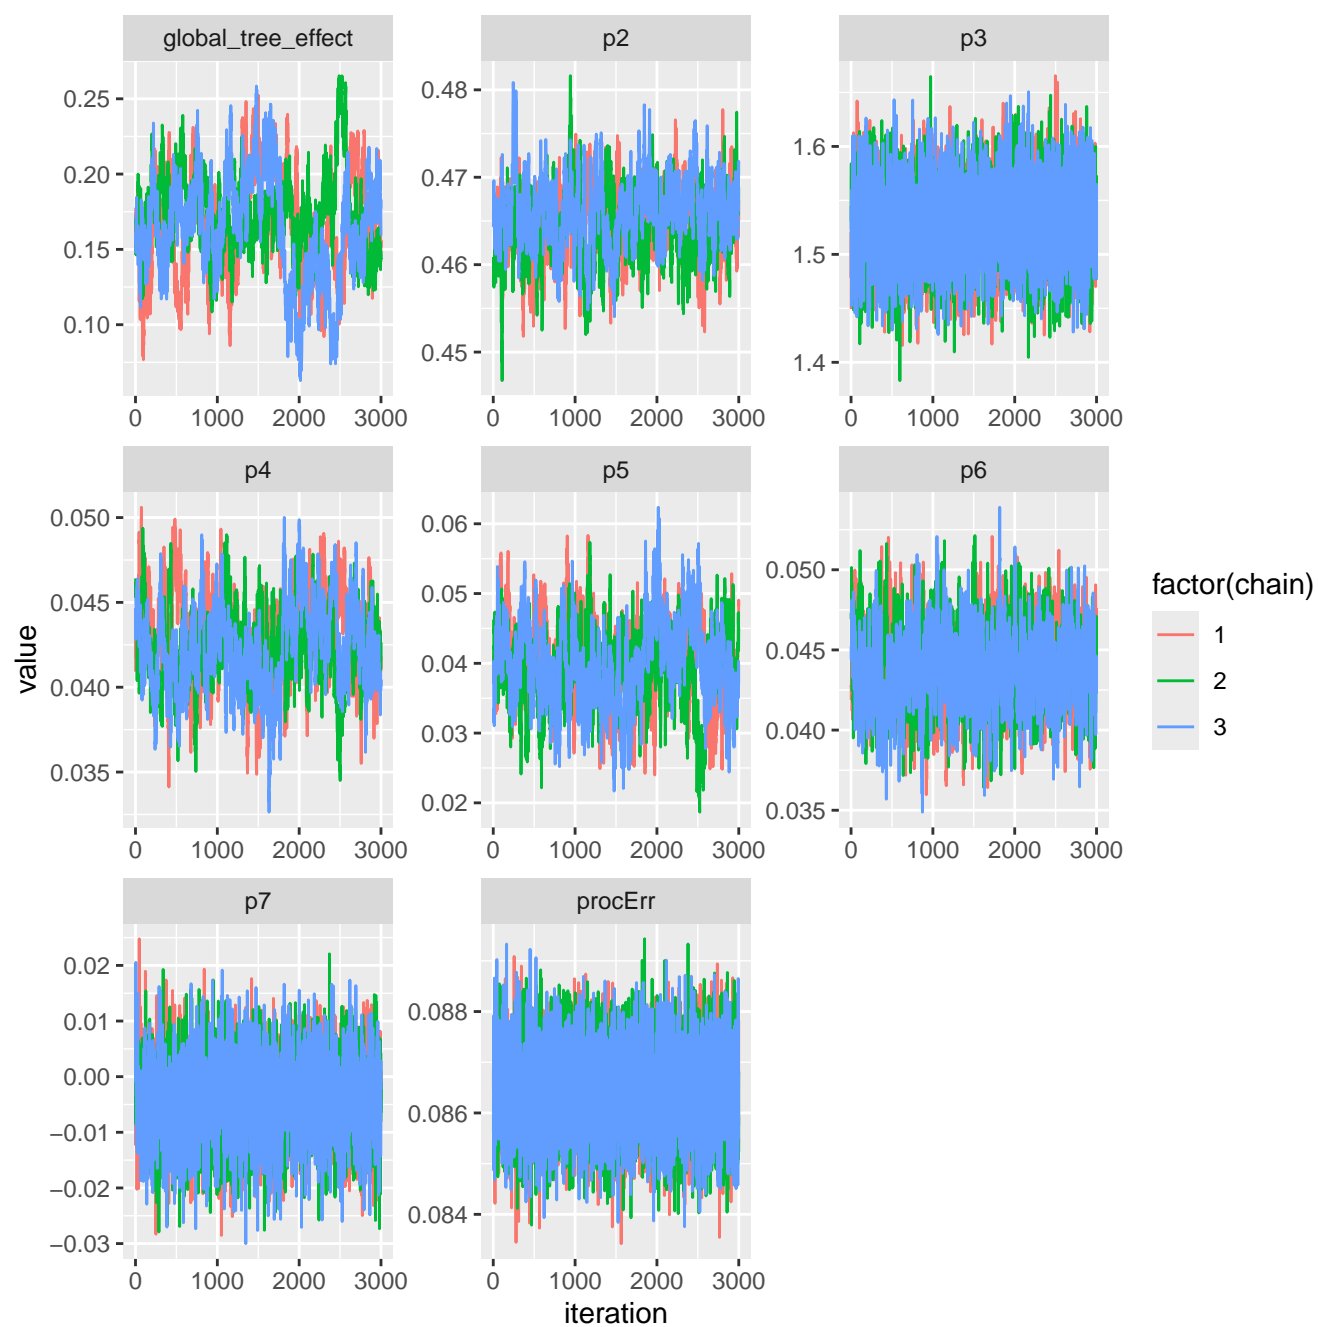 global_tree_effect
p2
p3
0.25
0.20
0.15
0.10
0.48
0.47
0.46
0.45
1.6
1.5
1.4
0 1000 2000 3000
0 1000 2000 3000
0 1000 2000 3000
p4
p5
p6
0.050
0.045
0.040
0.035
0.06
0.05
0.04
0.03
0.02
0.050
0.045
0.040
0.035
0 1000 2000 3000
0 1000 2000 3000
0 1000 2000 3000
p7
procErr
0.02
0.01
0.00
−0.01
−0.02
−0.03
0.088
0.086
0.084
0 1000 2000 3000
0 1000 2000 3000
value
iteration
factor(chain)
1
2
3